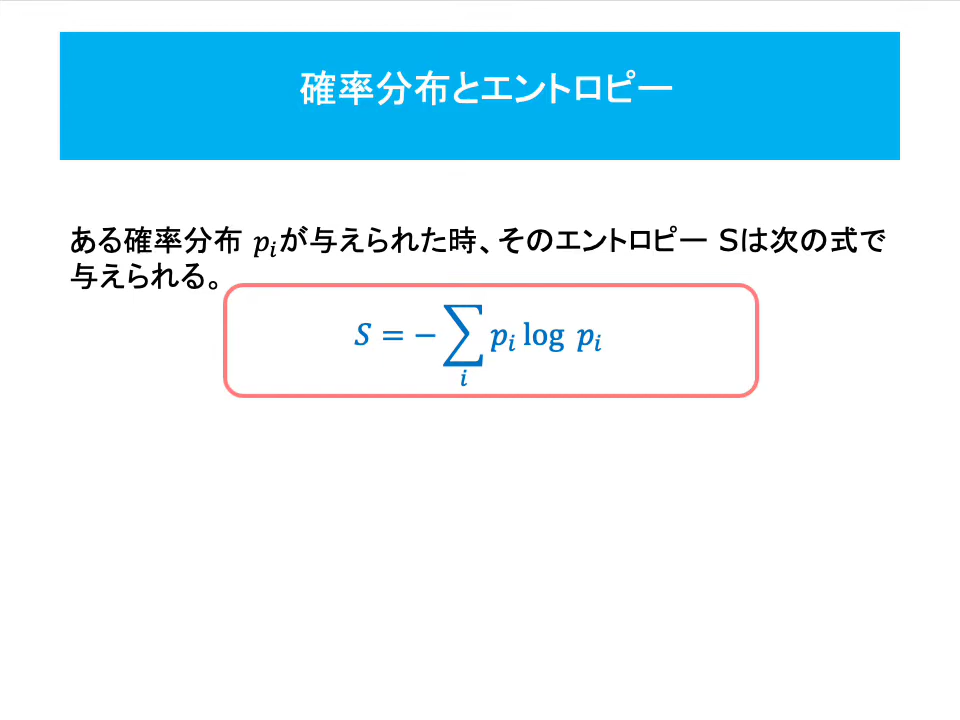 確率分布とエントロピー
ある確率分布 𝑝ᵢが与えられた時、そのエントロピー Sは次の式で
与えられる。
𝑆 = − ∑ᵢ 𝑝ᵢ log 𝑝ᵢ